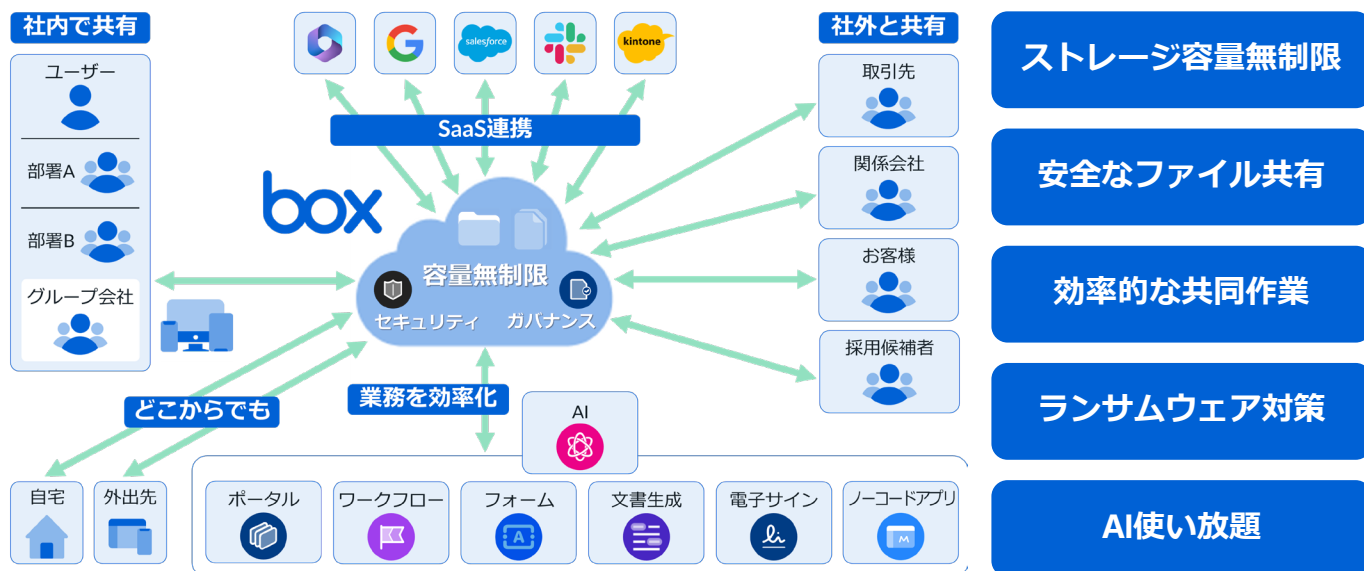 社内で共有
ユーザー
部署A
部署B
グループ会社
salesforce
kintone
SaaS連携
box
容量無制限
セキュリティ
ガバナンス
社外と共有
取引先
関係会社
お客様
採用候補者
どこからでも
業務を効率化
自宅
外出先
AI
ポータル
ワークフロー
フォーム
A
文書生成
電子サイン
li
ノーコードアプリ
M
ストレージ容量無制限
安全なファイル共有
効率的な共同作業
ランサムウェア対策
AI使い放題